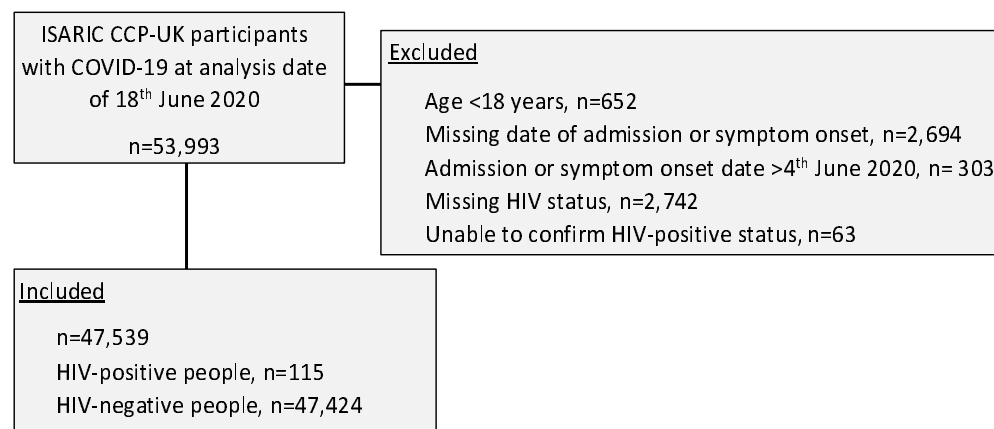 ISARIC CCP-UK participants
with COVID-19 at analysis date
of 18th June 2020
n=53,993
Excluded
Age <18 years, n=652
Missing date of admission or symptom onset, n=2,694
Admission or symptom onset date >4th June 2020, n= 303
Missing HIV status, n=2,742
Unable to confirm HIV-positive status, n=63
Included
n=47,539
HIV-positive people, n=115
HIV-negative people, n=47,424